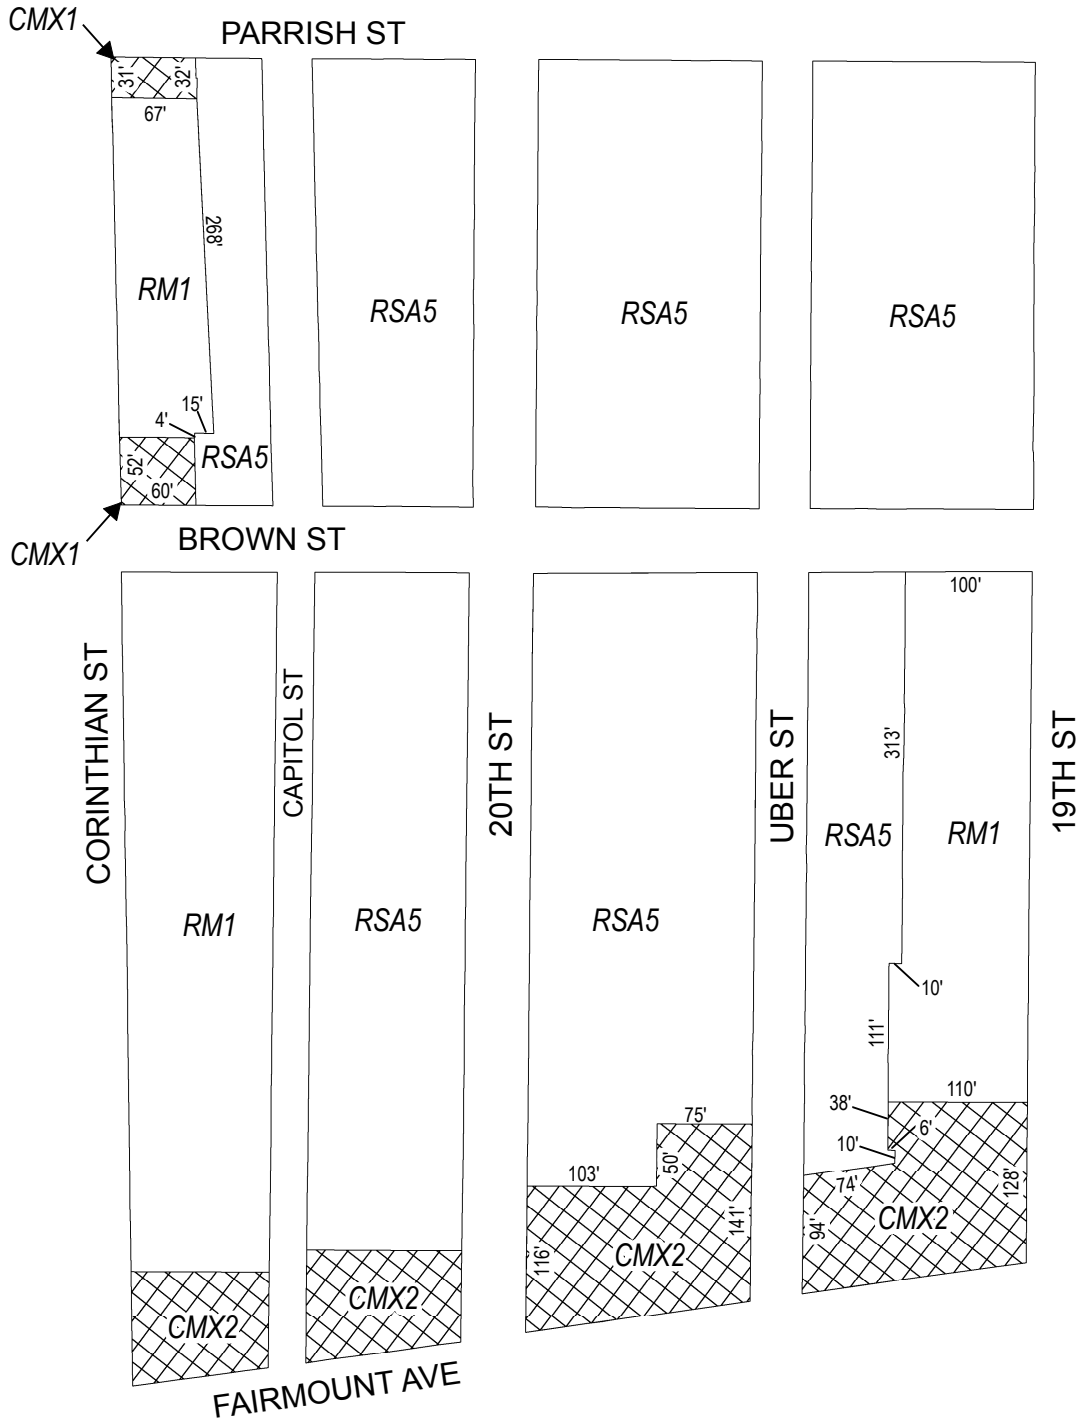 CMX1
PARRISH ST
31'
32'
67'
268'
RM1
RSA5
RSA5
RSA5
15'
4'
52'
60'
RSA5
CMX1
BROWN ST
100'
CORINTHIAN ST
CAPITOL ST
20TH ST
UBER ST
19TH ST
313'
RSA5
RM1
RM1
RSA5
RSA5
10'
111'
110'
38'
6'
10'
75'
103'
50'
74'
128'
94'
141'
116'
CMX2
CMX2
CMX2
CMX2
FAIRMOUNT AVE